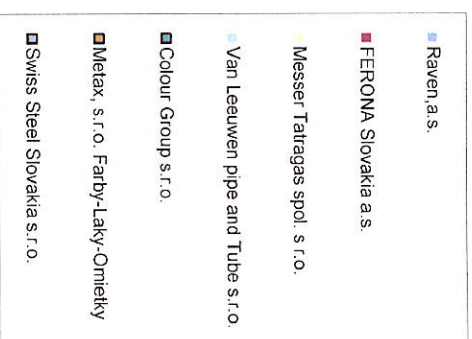 Raven,a.s.
FERONA Slovakia a.s.
Messer Tatragas spol. s r.o.
Van Leeuwen pipe and Tube s.r.o.
Colour Group s.r.o.
Metax, s.r.o. Farby-Laky-Omietky
Swiss Steel Slovakia s.r.o.